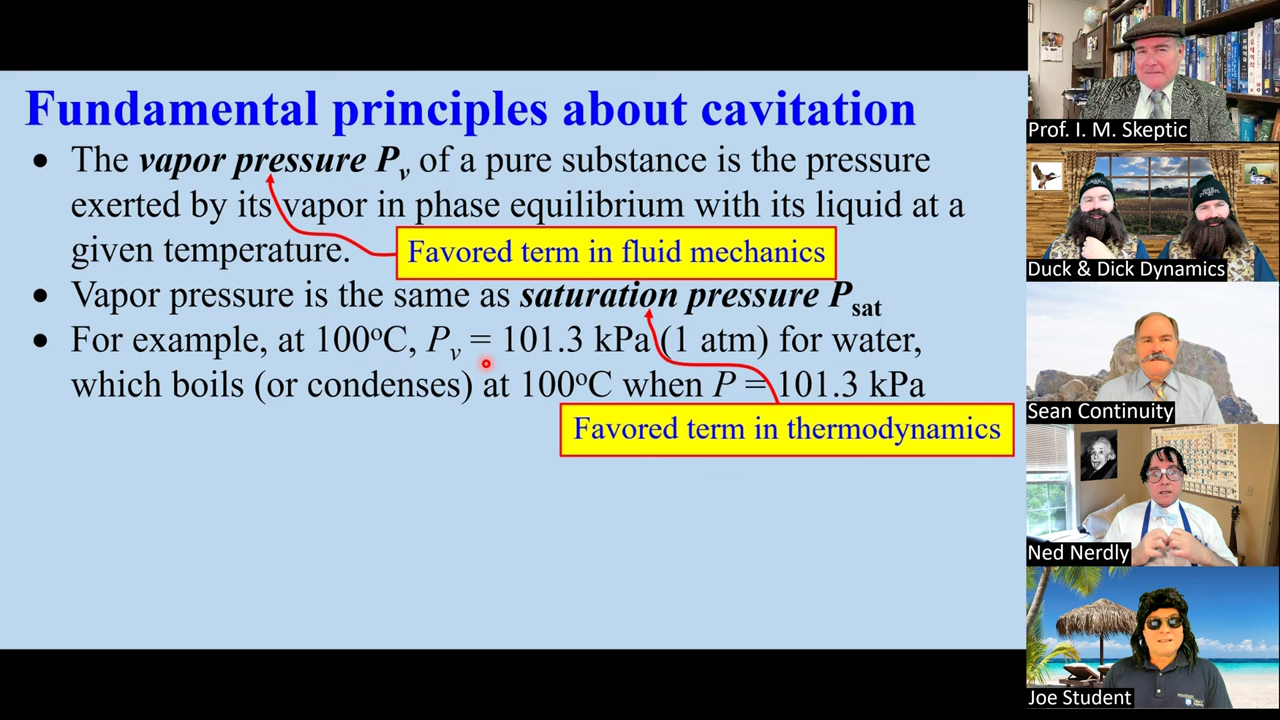 Fundamental principles about cavitation
• The vapor pressure Pv of a pure substance is the pressure
exerted by its vapor in phase equilibrium with its liquid at a
given temperature.
Favored term in fluid mechanics
• Vapor pressure is the same as saturation pressure Psat
• For example, at 100°C, Pv = 101.3 kPa (1 atm) for water,
which boils (or condenses) at 100°C when P = 101.3 kPa
Favored term in thermodynamics
Prof. I. M. Skeptic
Duck & Dick Dynamics
Sean Continuity
Ned Nerdly
Joe Student